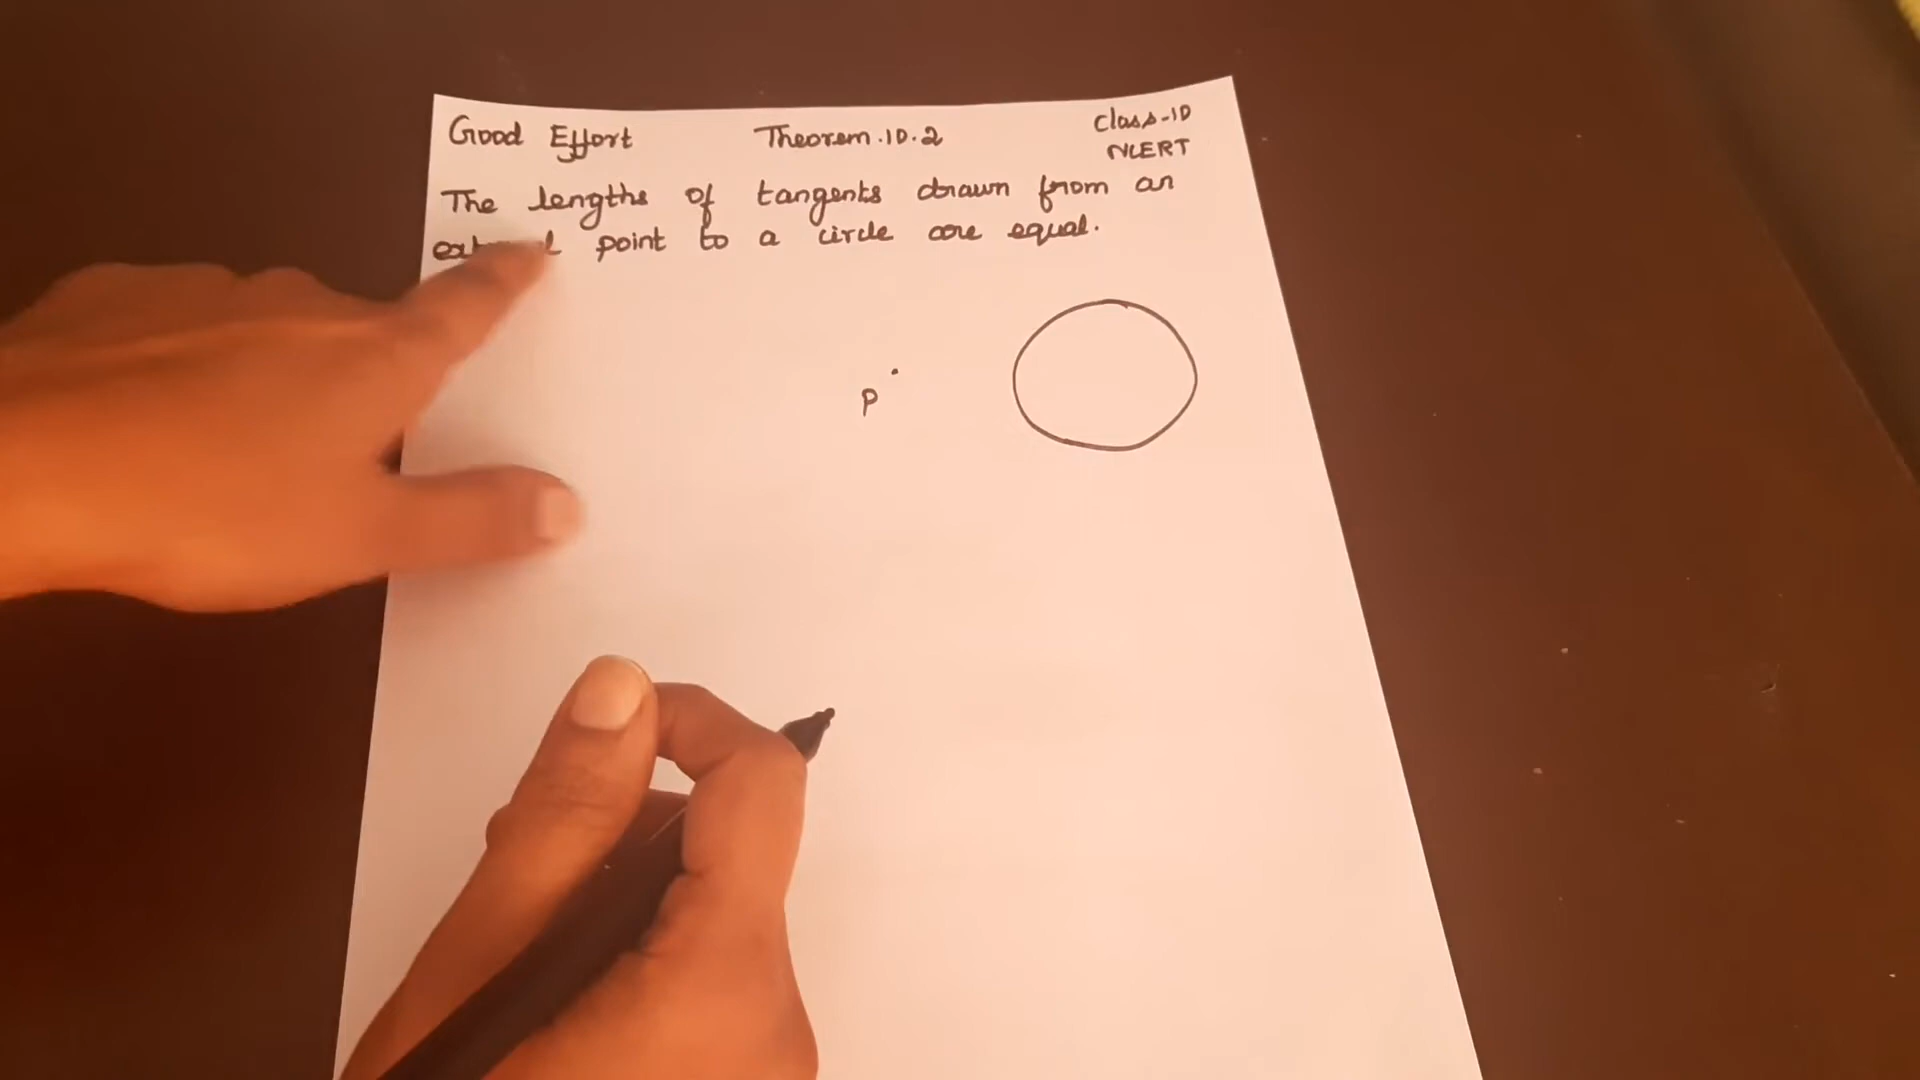 Good Effort Theorem.10.2 Class-10
NCERT
The lengths of tangents drawn from an
point to a circle are equal.
P